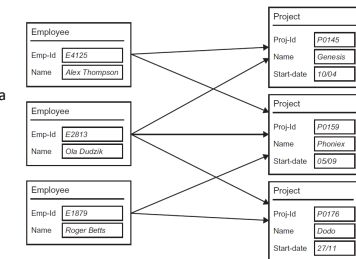 Employee
Emp-Id E4125
Name Alex Thompson
a
Employee
Emp-Id E2813
Name Ola Dudzik
Employee
Emp-Id E1879
Name Roger Betts
Project
Proj-Id P0145
Name Genesis
Start-date 10/04
Project
Proj-Id P0159
Name Phoniex
Start-date 05/09
Project
Proj-Id P0176
Name Dodo
Start-date 27/11